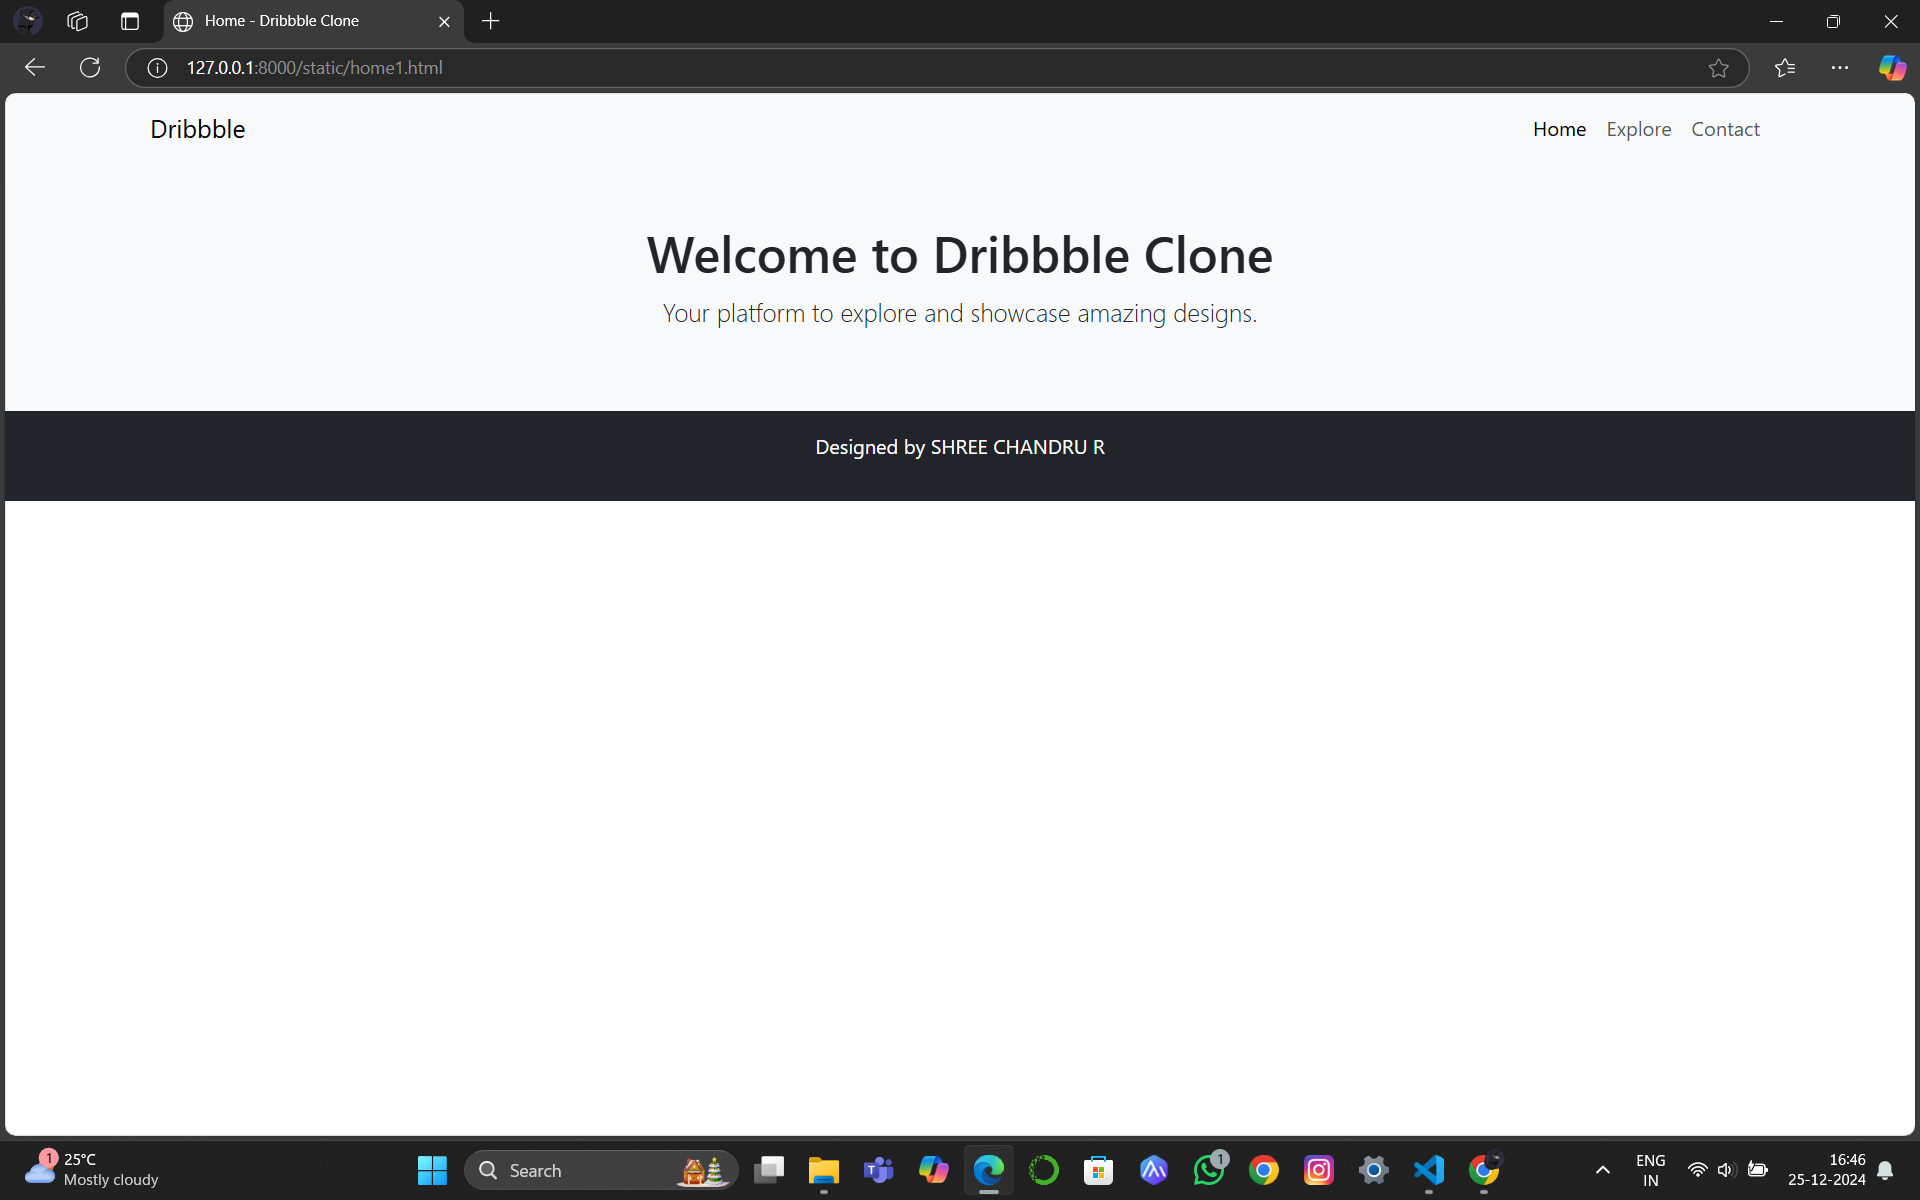 Home - Dribbble Clone
127.0.0.1:8000/static/home1.html
Dribbble
Home Explore Contact
Welcome to Dribbble Clone
Your platform to explore and showcase amazing designs.
Designed by SHREE CHANDRU R
1
25°C
Mostly cloudy
Search
1
ENG
IN
16:46
25-12-2024